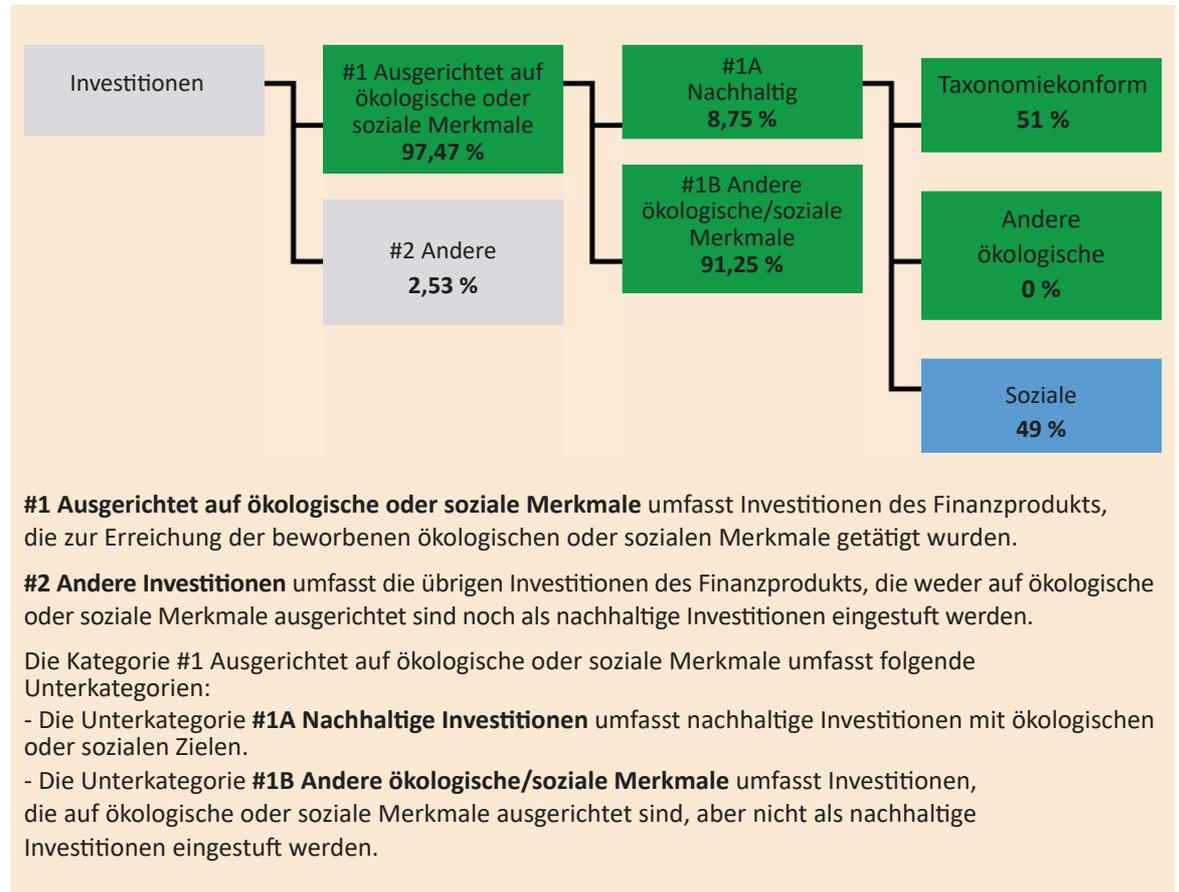 Investitionen
#1 Ausgerichtet auf
ökologische oder
soziale Merkmale
97,47 %
#2 Andere
2,53 %
#1A
Nachhaltig
8,75 %
#1B Andere
ökologische/soziale
Merkmale
91,25 %
Taxonomiekonform
51 %
Andere
ökologische
0 %
Soziale
49 %
#1 Ausgerichtet auf ökologische oder soziale Merkmale umfasst Investitionen des Finanzprodukts,
die zur Erreichung der beworbenen ökologischen oder sozialen Merkmale getätigt wurden.
#2 Andere Investitionen umfasst die übrigen Investitionen des Finanzprodukts, die weder auf ökologische
oder soziale Merkmale ausgerichtet sind noch als nachhaltige Investitionen eingestuft werden.
Die Kategorie #1 Ausgerichtet auf ökologische oder soziale Merkmale umfasst folgende
Unterkategorien:
- Die Unterkategorie #1A Nachhaltige Investitionen umfasst nachhaltige Investitionen mit ökologischen
oder sozialen Zielen.
- Die Unterkategorie #1B Andere ökologische/soziale Merkmale umfasst Investitionen,
die auf ökologische oder soziale Merkmale ausgerichtet sind, aber nicht als nachhaltige
Investitionen eingestuft werden.